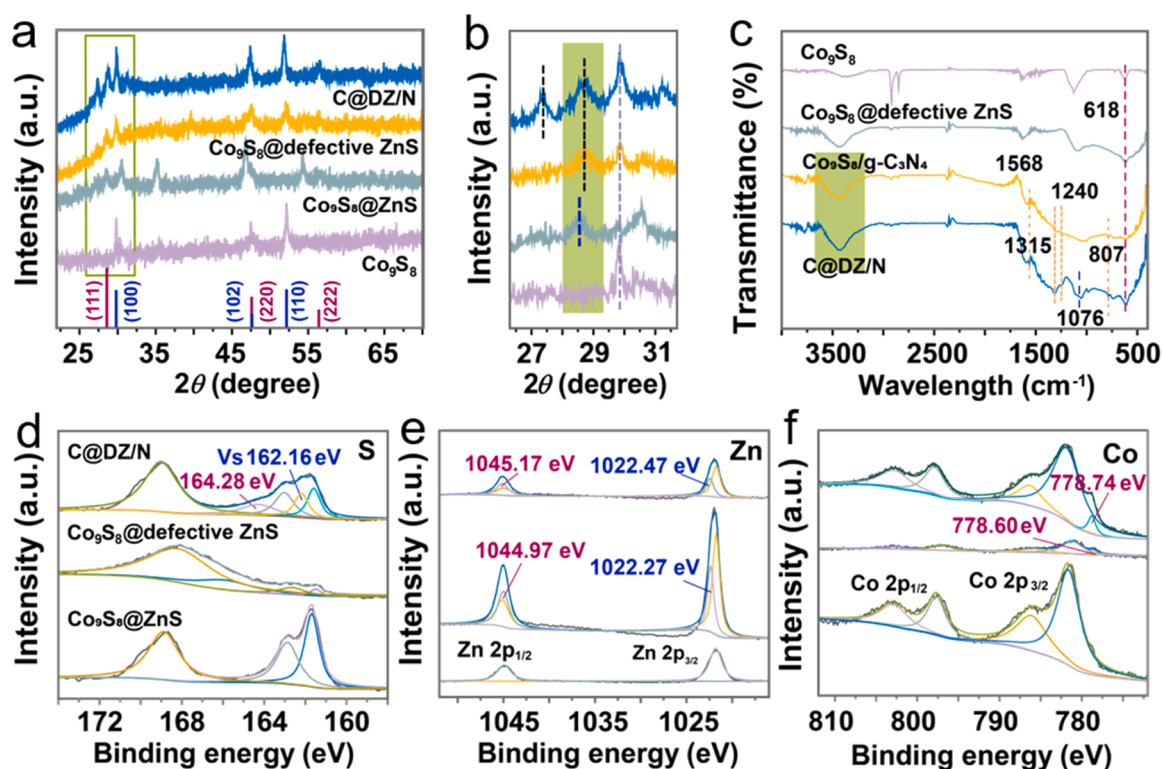 a
Intensity (a.u.)
C@DZ/N
Co₉S₈@defective ZnS
Co₉S₈@ZnS
Co₉S₈
(111)
(100)
(102)
(220)
(110)
(222)
25 35 45 55 65
2θ (degree)
b
Intensity (a.u.)
27 29 31
2θ (degree)
c
Transmittance (%)
Co₉S₈
618
Co₉S₈@defective ZnS
Co₉S₈/g-C₃N₄
1568
1240
1315
807
C@DZ/N
1076
3500 2500 1500 500
Wavelength (cm⁻¹)
d
Intensity (a.u.)
C@DZ/N
S
Vs 162.16 eV
164.28 eV
Co₉S₈@defective ZnS
Co₉S₈@ZnS
172 168 164 160
Binding energy (eV)
e
Intensity (a.u.)
Zn
1045.17 eV
1022.47 eV
1044.97 eV
1022.27 eV
Zn 2p₁/₂
Zn 2p₃/₂
1045 1035 1025
Binding energy (eV)
f
Intensity (a.u.)
Co
778.74 eV
778.60 eV
Co 2p₁/₂
Co 2p₃/₂
810 800 790 780
Binding energy (eV)